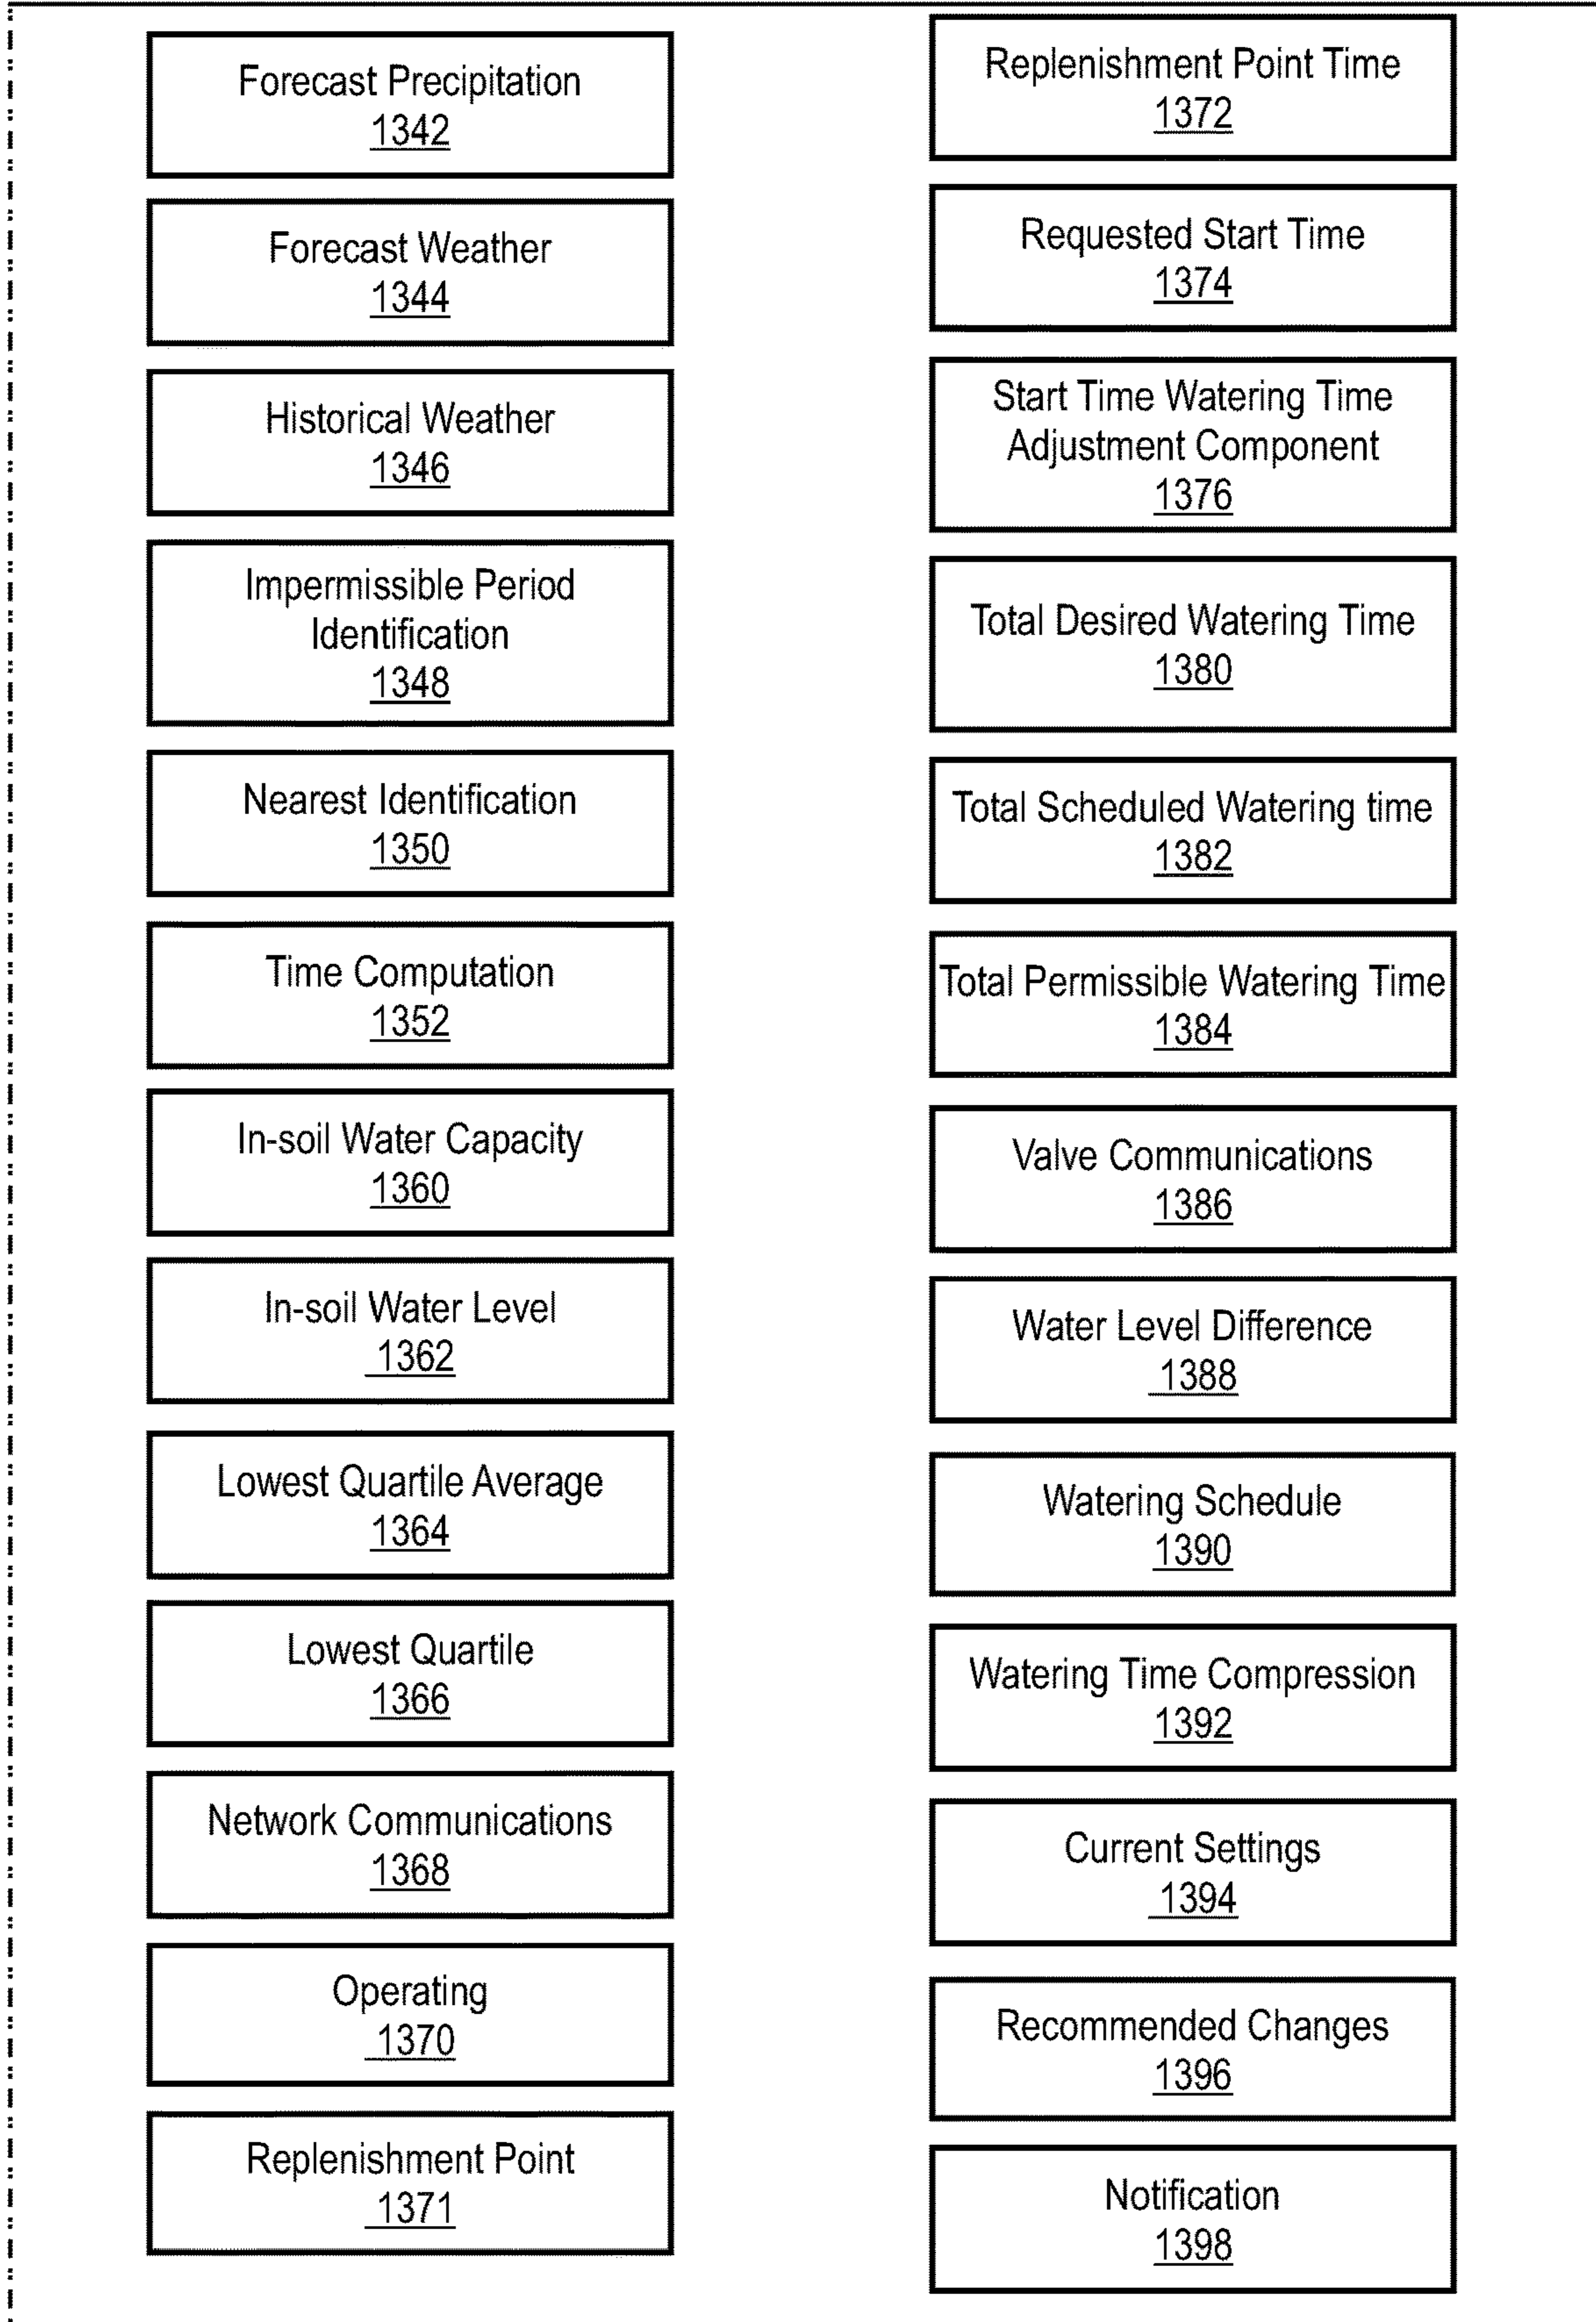 Forecast Precipitation
1342
Forecast Weather
1344
Historical Weather
1346
Impermissible Period
Identification
1348
Nearest Identification
1350
Time Computation
1352
In-soil Water Capacity
1360
In-soil Water Level
1362
Lowest Quartile Average
1364
Lowest Quartile
1366
Network Communications
1368
Operating
1370
Replenishment Point
1371
Replenishment Point Time
1372
Requested Start Time
1374
Start Time Watering Time
Adjustment Component
1376
Total Desired Watering Time
1380
Total Scheduled Watering time
1382
Total Permissible Watering Time
1384
Valve Communications
1386
Water Level Difference
1388
Watering Schedule
1390
Watering Time Compression
1392
Current Settings
1394
Recommended Changes
1396
Notification
1398